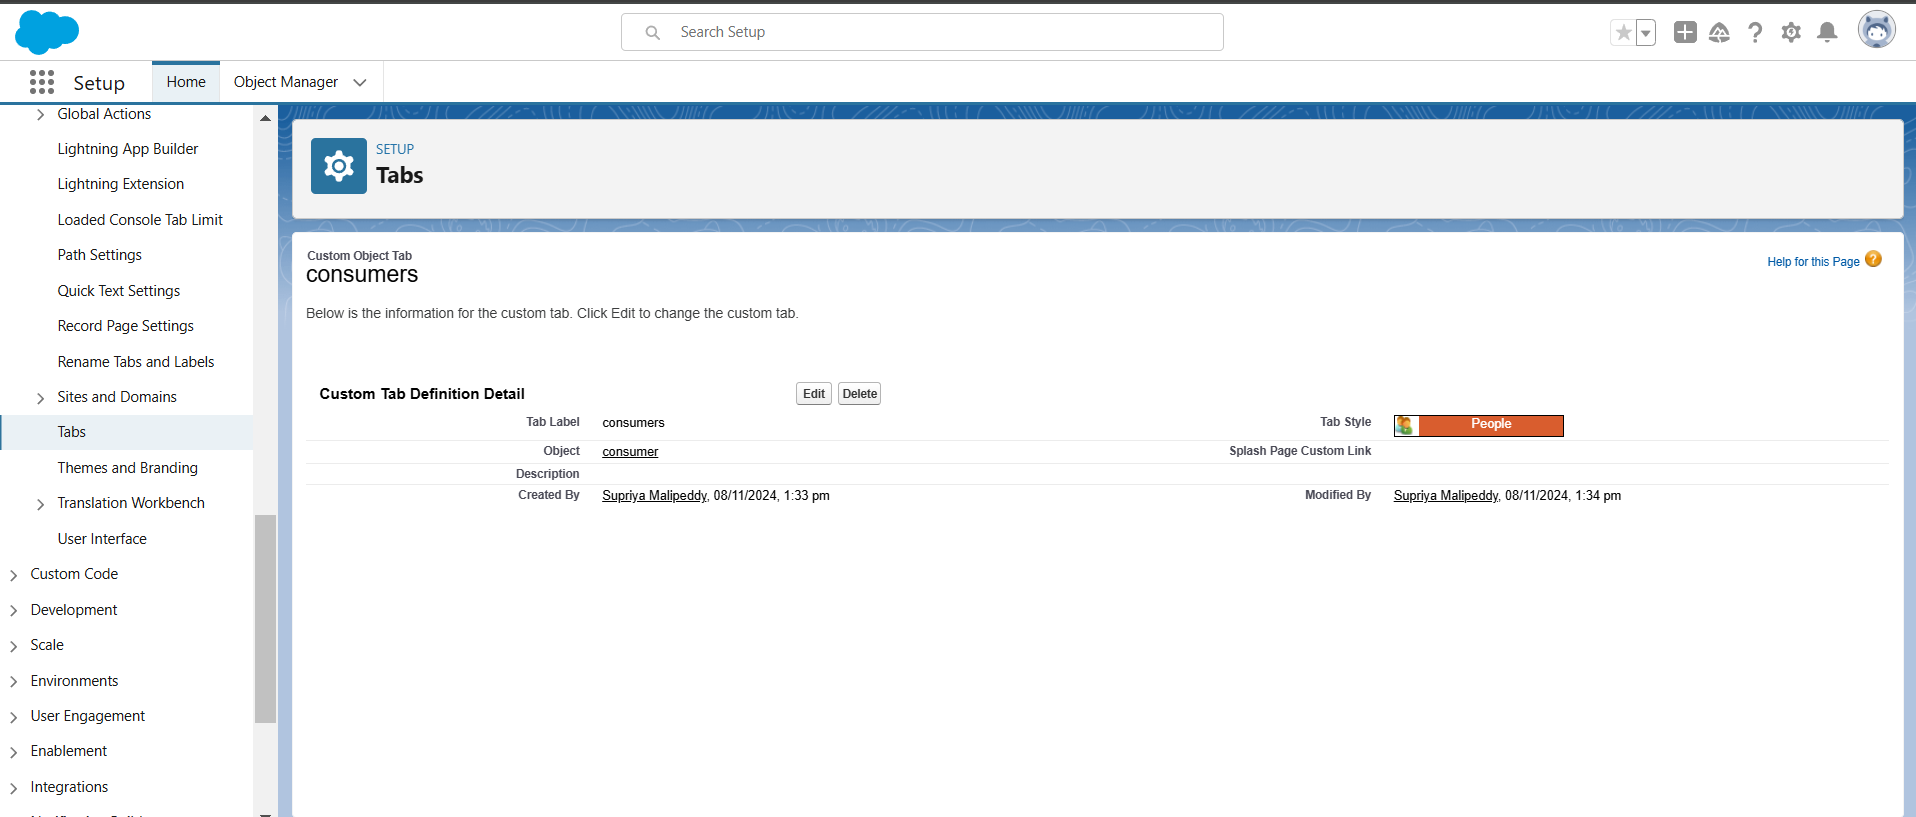 Search Setup
Setup
Home
Object Manager
Global Actions
Lightning App Builder
Lightning Extension
Loaded Console Tab Limit
Path Settings
Quick Text Settings
Record Page Settings
Rename Tabs and Labels
Sites and Domains
Tabs
Themes and Branding
Translation Workbench
User Interface
Custom Code
Development
Scale
Environments
User Engagement
Enablement
Integrations
SETUP
Tabs
Custom Object Tab
consumers
Help for this Page
Below is the information for the custom tab. Click Edit to change the custom tab.
Custom Tab Definition Detail
Edit
Delete
Tab Label consumers
Tab Style People
Object consumer
Splash Page Custom Link
Description
Created By Supriya Malipeddy, 08/11/2024, 1:33 pm
Modified By Supriya Malipeddy, 08/11/2024, 1:34 pm